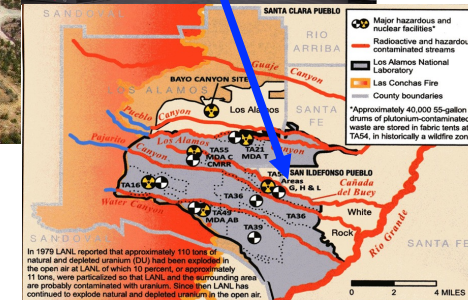 SANDOVAL
SANTA CLARA PUEBLO
RIO
ARRIBA
Major hazardous and
nuclear facilities*
Radioactive and hazardous
contaminated streams
Los Alamos National
Laboratory
Las Conchas Fire
County boundaries
*Approximately 40,000 55-gallon
drums of plutonium-contaminated
waste are stored in fabric tents at
TA54, in historically a wildfire zone
Guaje Canyon
BAYO CANYON SITE
LOS ALAMOS
Los Alamos
SANTA
FE
Pueblo Canyon
Los Alamos Canyon
Pajarito Canyon
TA55
MDA C
CMRR
TA21
MDA T
TA54
Areas
G, H & L
SAN ILDEFONSO PUEBLO
Cañada
del Buey
TA16
TA36
TA36
White
Rock
Water Canyon
TA49
MDA AB
TA39
Rio Grande
SANDOVAL
SANTA FE
In 1979 LANL reported that approximately 110 tons of
natural and depleted uranium (DU) had been exploded in
the open air at LANL of which 10 percent, or approximately
11 tons, were particalized so that LANL and the surrounding area
are probably contaminated with uranium. Since then LANL has
continued to explode natural and depleted uranium in the open air.
0 2 4 MILES